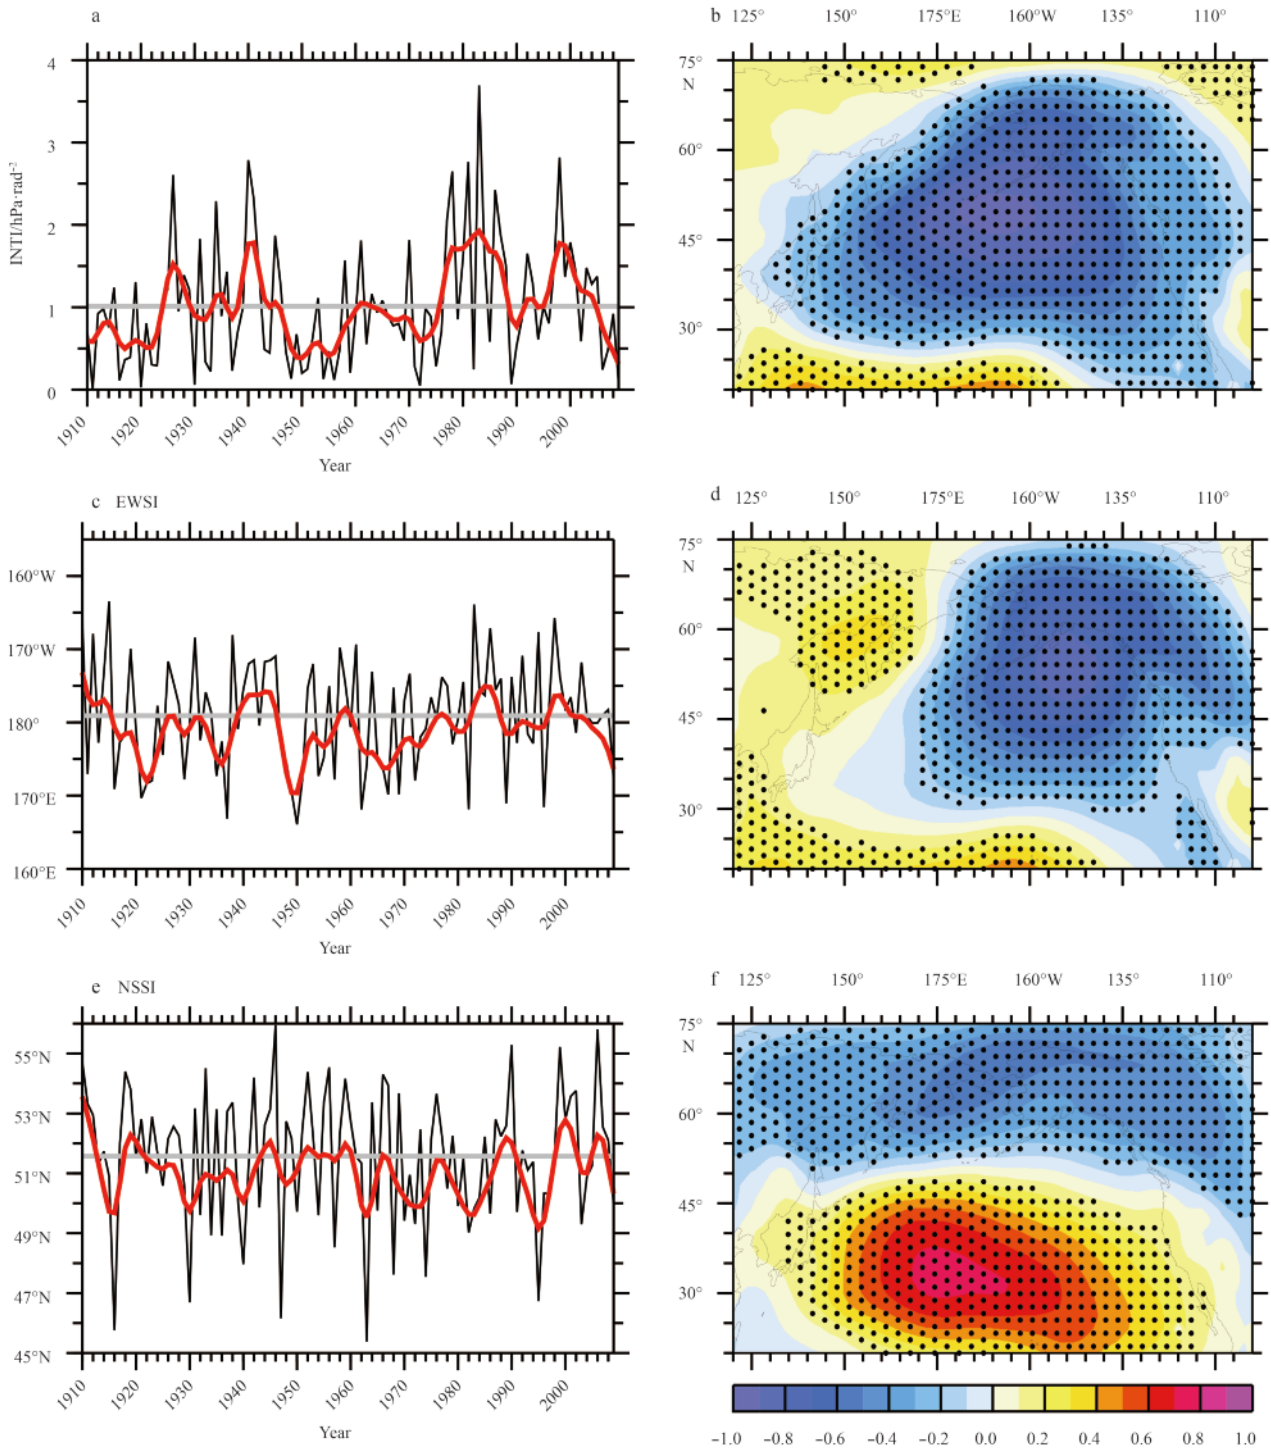 a
4
3
2
1
0
INTI/hPa·rad⁻²
1910 1920 1930 1940 1950 1960 1970 1980 1990 2000
Year
b 125° 150° 175°E 160°W 135° 110°
75°
N
60°
45°
30°
c EWSI
160°W
170°W
180°
170°E
160°E
1910 1920 1930 1940 1950 1960 1970 1980 1990 2000
Year
d 125° 150° 175°E 160°W 135° 110°
75°
N
60°
45°
30°
e NSSI
55°N
53°N
51°N
49°N
47°N
45°N
1910 1920 1930 1940 1950 1960 1970 1980 1990 2000
Year
f 125° 150° 175°E 160°W 135° 110°
75°
N
60°
45°
30°
−1.0 −0.8 −0.6 −0.4 −0.2 0.0 0.2 0.4 0.6 0.8 1.0